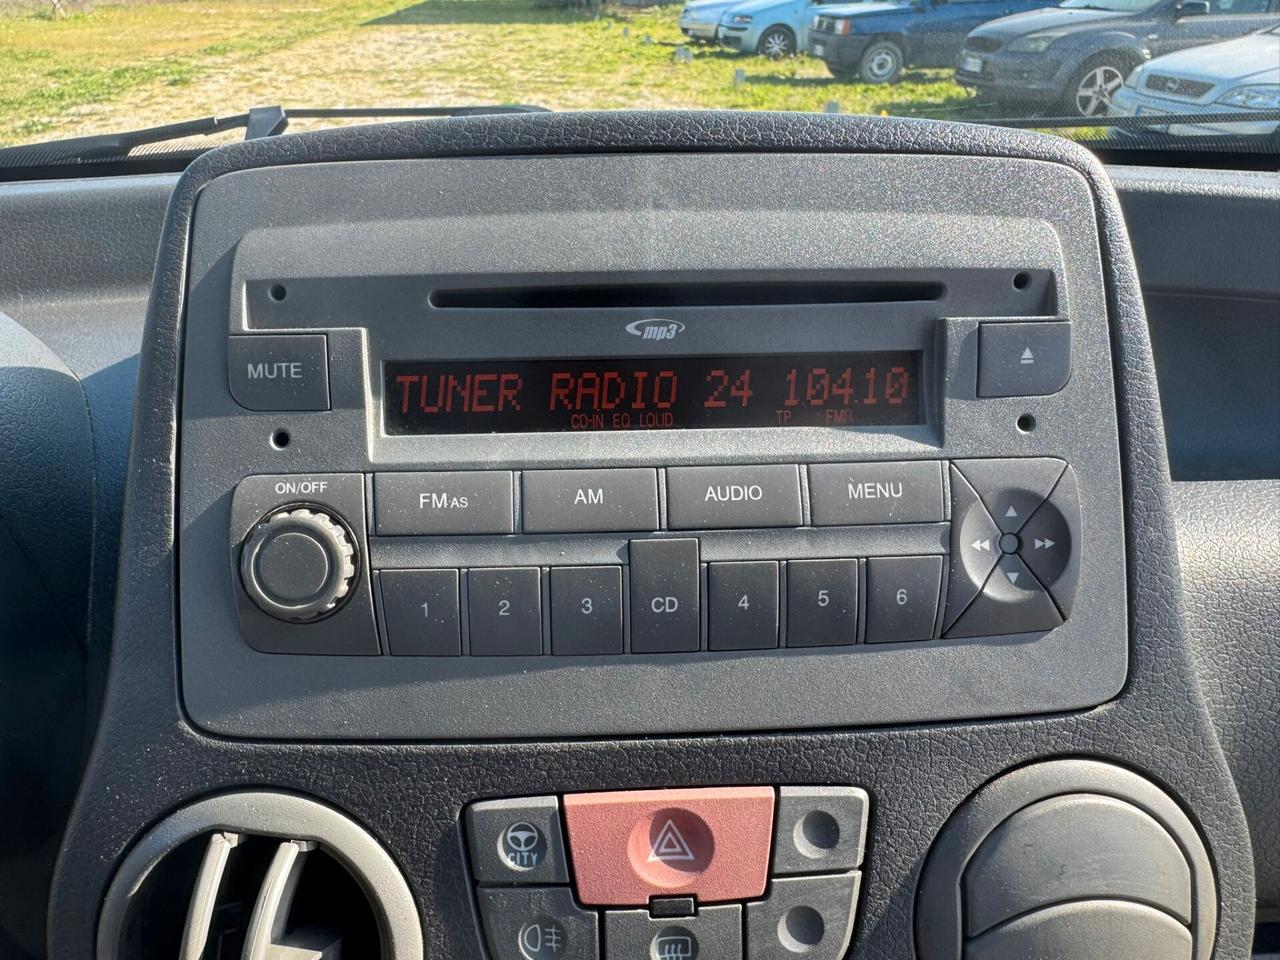 mp3
MUTE
TUNER RADIO 24 104.10
CD-IN EQ LOUD TP FMA
ON/OFF
FM AS AM AUDIO MENU
1 2 3 CD 4 5 6
CITY